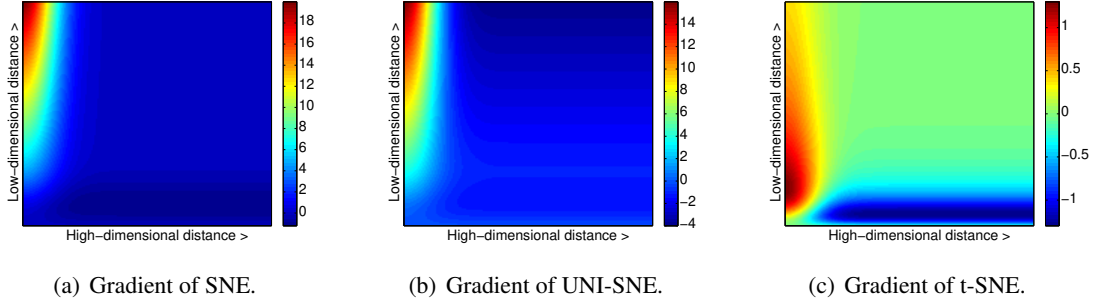 Low–dimensional distance >
High–dimensional distance >
18
16
14
12
10
8
6
4
2
0
(a) Gradient of SNE.
Low–dimensional distance >
High–dimensional distance >
14
12
10
8
6
4
2
0
−2
−4
(b) Gradient of UNI-SNE.
Low–dimensional distance >
High–dimensional distance >
1
0.5
0
−0.5
−1
(c) Gradient of t-SNE.